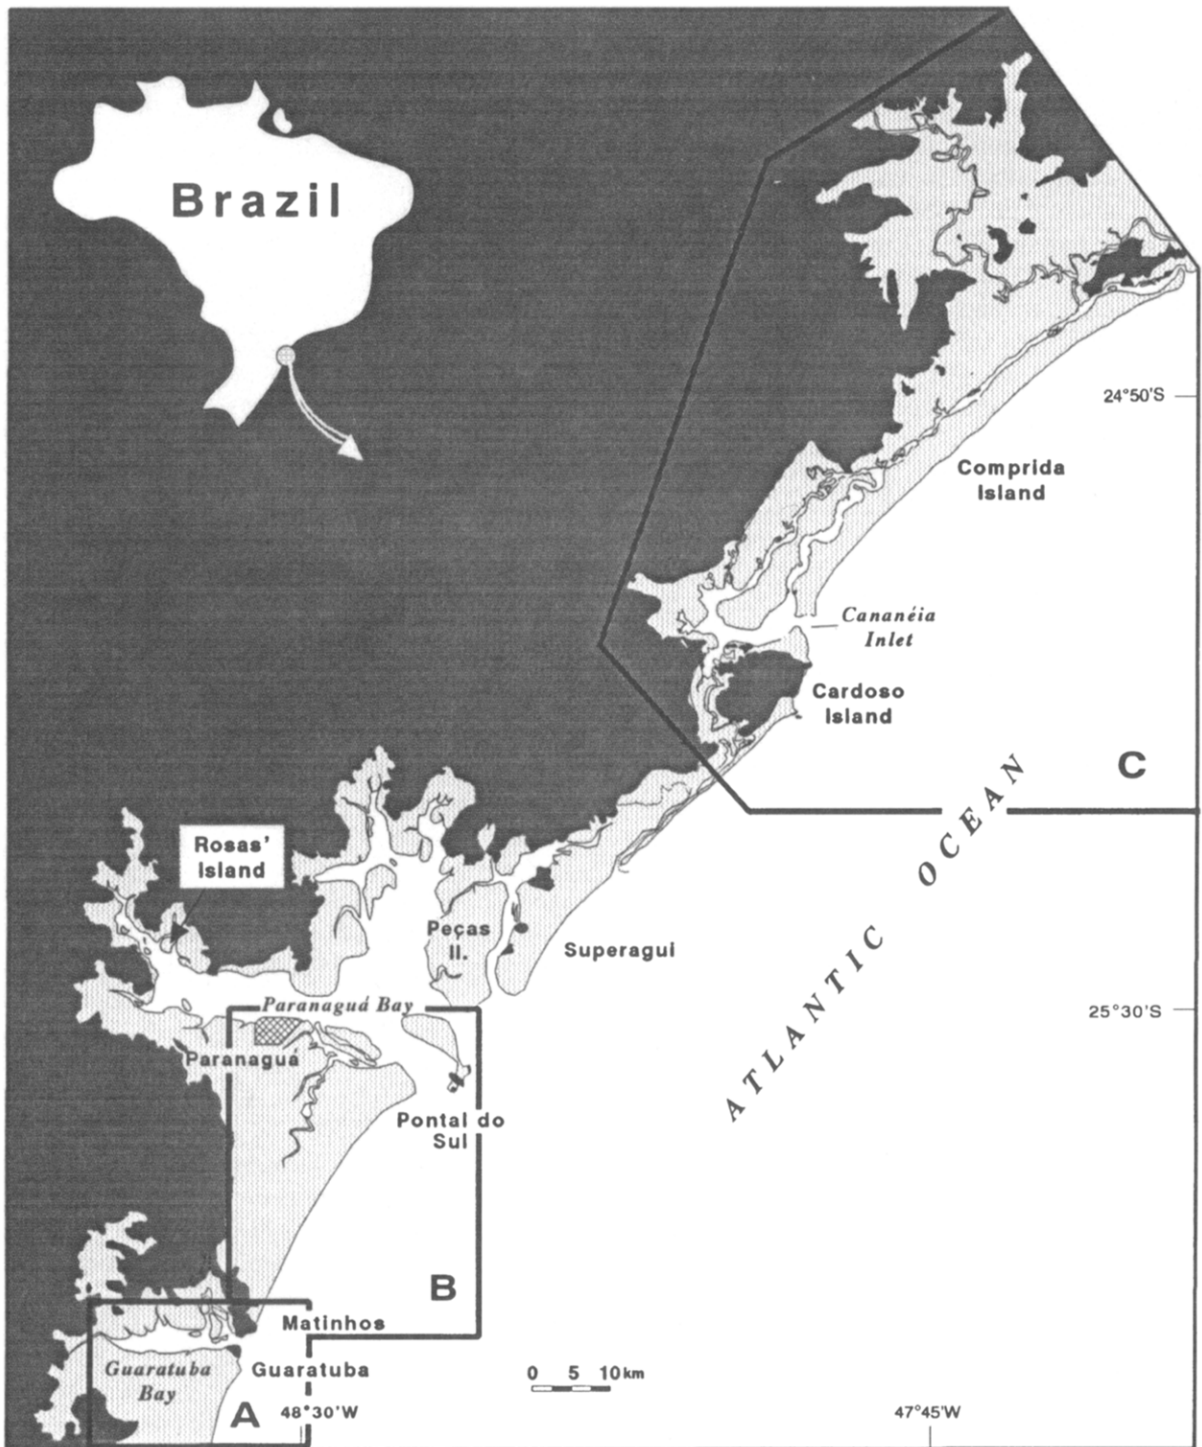 Brazil
24°50'S
Comprida
Island
Cananéia
Inlet
Cardoso
Island
C
ATLANTIC OCEAN
Rosas'
Island
Peças
Il.
Superagui
Paranaguá Bay
25°30'S
Paranaguá
Pontal do
Sul
B
Matinhos
Guaratuba
Bay
Guaratuba
0 5 10 km
A
48°30'W
47°45'W